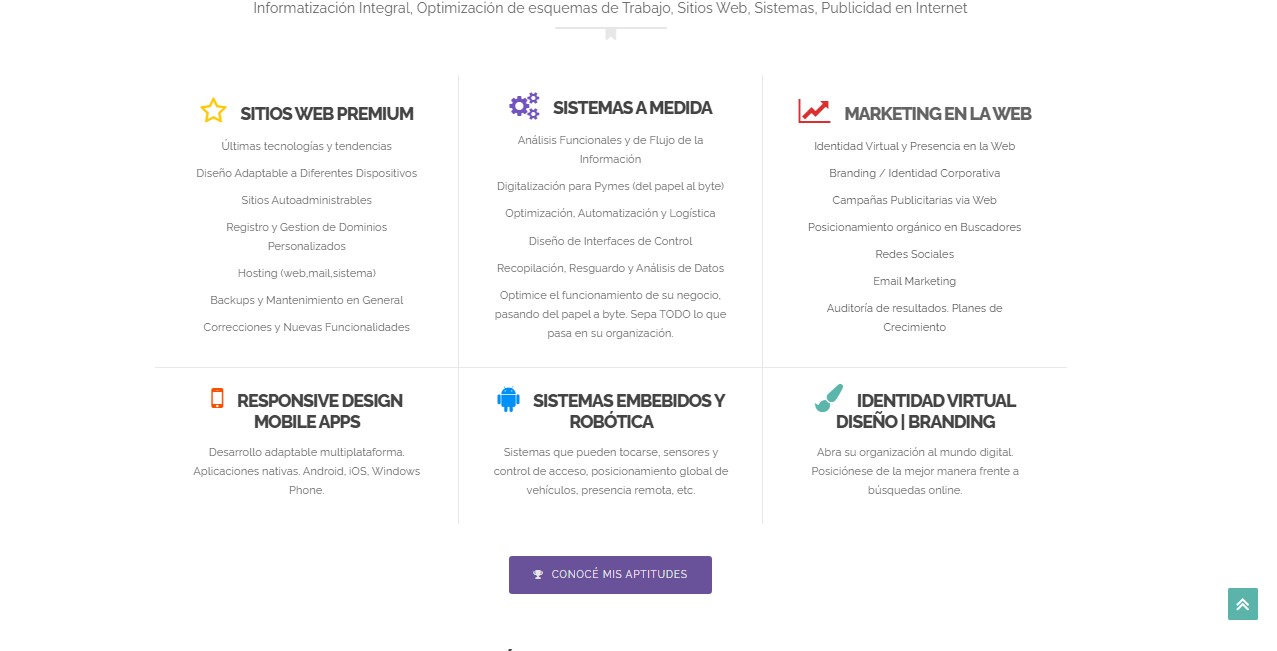 Informatización Integral, Optimización de esquemas de Trabajo, Sitios Web, Sistemas, Publicidad en Internet
SITIOS WEB PREMIUM
Últimas tecnologías y tendencias
Diseño Adaptable a Diferentes Dispositivos
Sitios Autoadministrables
Registro y Gestion de Dominios
Personalizados
Hosting (web,mail,sistema)
Backups y Mantenimiento en General
Correcciones y Nuevas Funcionalidades
SISTEMAS A MEDIDA
Análisis Funcionales y de Flujo de la
Información
Digitalización para Pymes (del papel al byte)
Optimización, Automatización y Logística
Diseño de Interfaces de Control
Recopilación, Resguardo y Análisis de Datos
Optimice el funcionamiento de su negocio,
pasando del papel a byte. Sepa TODO lo que
pasa en su organización.
MARKETING EN LA WEB
Identidad Virtual y Presencia en la Web
Branding / Identidad Corporativa
Campañas Publicitarias via Web
Posicionamiento orgánico en Buscadores
Redes Sociales
Email Marketing
Auditoría de resultados. Planes de
Crecimiento
RESPONSIVE DESIGN
MOBILE APPS
Desarrollo adaptable multiplataforma.
Aplicaciones nativas. Android, iOS, Windows
Phone.
SISTEMAS EMBEBIDOS Y
ROBÓTICA
Sistemas que pueden tocarse, sensores y
control de acceso, posicionamiento global de
vehículos, presencia remota, etc.
IDENTIDAD VIRTUAL
DISEÑO | BRANDING
Abra su organización al mundo digital.
Posiciónese de la mejor manera frente a
búsquedas online.
CONOCÉ MIS APTITUDES